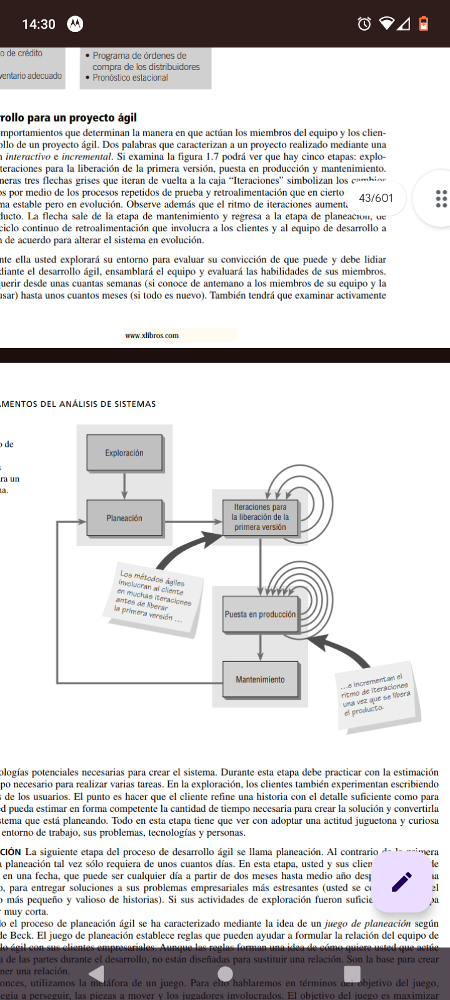 14:30
o de crédito
ventario adecuado
• Programa de órdenes de
compra de los distribuidores
• Pronóstico estacional
rrollo para un proyecto ágil
omportamientos que determinan la manera en que actúan los miembros del equipo y los clien-
ollo de un proyecto ágil. Dos palabras que caracterizan a un proyecto realizado mediante una
n interactivo e incremental. Si examina la figura 1.7 podrá ver que hay cinco etapas: explo-
teraciones para la liberación de la primera versión, puesta en producción y mantenimiento.
meras tres flechas grises que iteran de vuelta a la caja “Iteraciones” simbolizan los cambios
os por medio de los procesos repetidos de prueba y retroalimentación que en cierto
43/601
ma estable pero en evolución. Observe además que el ritmo de iteraciones aument
ducto. La flecha sale de la etapa de mantenimiento y regresa a la etapa de planeación, de
ciclo continuo de retroalimentación que involucra a los clientes y al equipo de desarrollo a
n de acuerdo para alterar el sistema en evolución.
nte ella usted explorará su entorno para evaluar su convicción de que puede y debe lidiar
diante el desarrollo ágil, ensamblará el equipo y evaluará las habilidades de sus miembros.
querir desde unas cuantas semanas (si conoce de antemano a los miembros de su equipo y la
usar) hasta unos cuantos meses (si todo es nuevo). También tendrá que examinar activamente
www.xlibros.com
AMENTOS DEL ANÁLISIS DE SISTEMAS
o de
s
ra un
na.
Exploración
Planeación
Iteraciones para
la liberación de la
primera versión
Los métodos ágiles
involucran al cliente
en muchas iteraciones
antes de liberar
la primera versión ...
Puesta en producción
Mantenimiento
...e incrementan el
ritmo de iteraciones
una vez que se libera
el producto.
ologías potenciales necesarias para crear el sistema. Durante esta etapa debe practicar con la estimación
po necesario para realizar varias tareas. En la exploración, los clientes también experimentan escribiendo
s de los usuarios. El punto es hacer que el cliente refine una historia con el detalle suficiente como para
ed pueda estimar en forma competente la cantidad de tiempo necesaria para crear la solución y convertirla
stema que está planeando. Todo en esta etapa tiene que ver con adoptar una actitud juguetona y curiosa
entorno de trabajo, sus problemas, tecnologías y personas.
CIÓN La siguiente etapa del proceso de desarrollo ágil se llama planeación. Al contrario de la primera
a planeación tal vez sólo requiera de unos cuantos días. En esta etapa, usted y sus clien de
en una fecha, que puede ser cualquier día a partir de dos meses hasta medio año desp a
o, para entregar soluciones a sus problemas empresariales más estresantes (usted se c el
o más pequeño y valioso de historias). Si sus actividades de exploración fueron sufici pa
r muy corta.
lo el proceso de planeación ágil se ha caracterizado mediante la idea de un juego de planeación según
de Beck. El juego de planeación establece reglas que pueden ayudar a formular la relación del equipo de
lo ágil con sus clientes empresariales. Aunque las reglas forman una idea de cómo quiere usted que actúe
a de las partes durante el desarrollo, no están diseñadas para sustituir una relación. Son la base para crear
ner una relación.
onces, utilizamos la metáfora de un juego. Para ello hablaremos en términos del objetivo del juego,
egia a perseguir, las piezas a mover y los jugadores involucrados. El objetivo del juego es maximizar